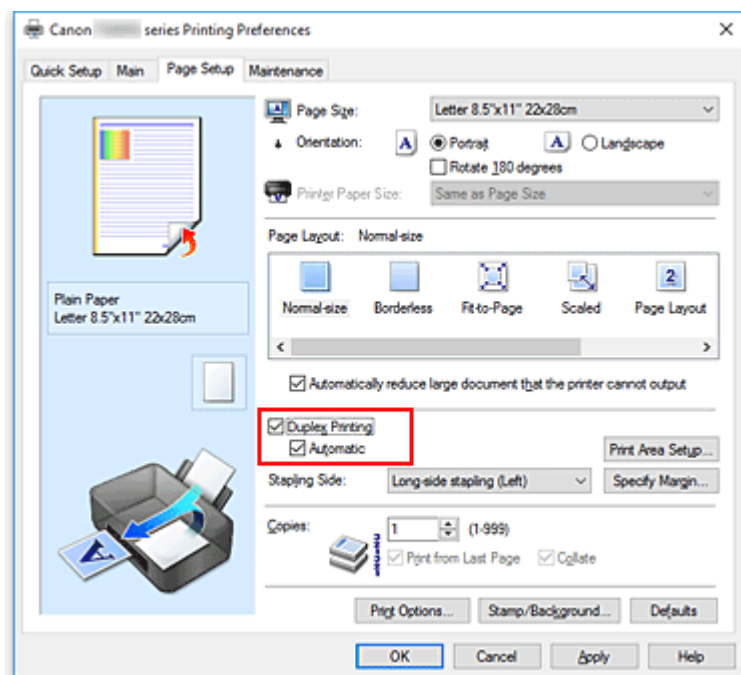 Canon series Printing Preferences
Quick Setup Main Page Setup Maintenance
Page Size: Letter 8.5"x11" 22x28cm
Orientation: A Portrait A Landscape
Rotate 180 degrees
Printer Paper Size: Same as Page Size
Page Layout: Normal-size
2
Normal-size Borderless Fit-to-Page Scaled Page Layout
Plain Paper
Letter 8.5"x11" 22x28cm
Automatically reduce large document that the printer cannot output
Duplex Printing
Automatic
Print Area Setup...
Stapling Side: Long-side stapling (Left) Specify Margin...
Copies: 1 (1-999)
Print from Last Page Collate
A
Print Options... Stamp/Background... Defaults
OK Cancel Apply Help